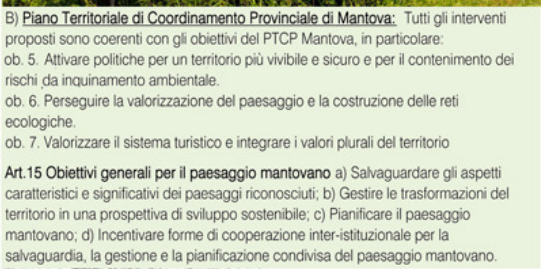 B) Piano Territoriale di Coordinamento Provinciale di Mantova: Tutti gli interventi
proposti sono coerenti con gli obiettivi del PTCP Mantova, in particolare:
ob. 5. Attivare politiche per un territorio più vivibile e sicuro e per il contenimento dei
rischi da inquinamento ambientale.
ob. 6. Perseguire la valorizzazione del paesaggio e la costruzione delle reti
ecologiche.
ob. 7. Valorizzare il sistema turistico e integrare i valori plurali del territorio
Art.15 Obiettivi generali per il paesaggio mantovano a) Salvaguardare gli aspetti
caratteristici e significativi dei paesaggi riconosciuti; b) Gestire le trasformazioni del
territorio in una prospettiva di sviluppo sostenibile; c) Pianificare il paesaggio
mantovano; d) Incentivare forme di cooperazione inter-istituzionale per la
salvaguardia, la gestione e la pianificazione condivisa del paesaggio mantovano.